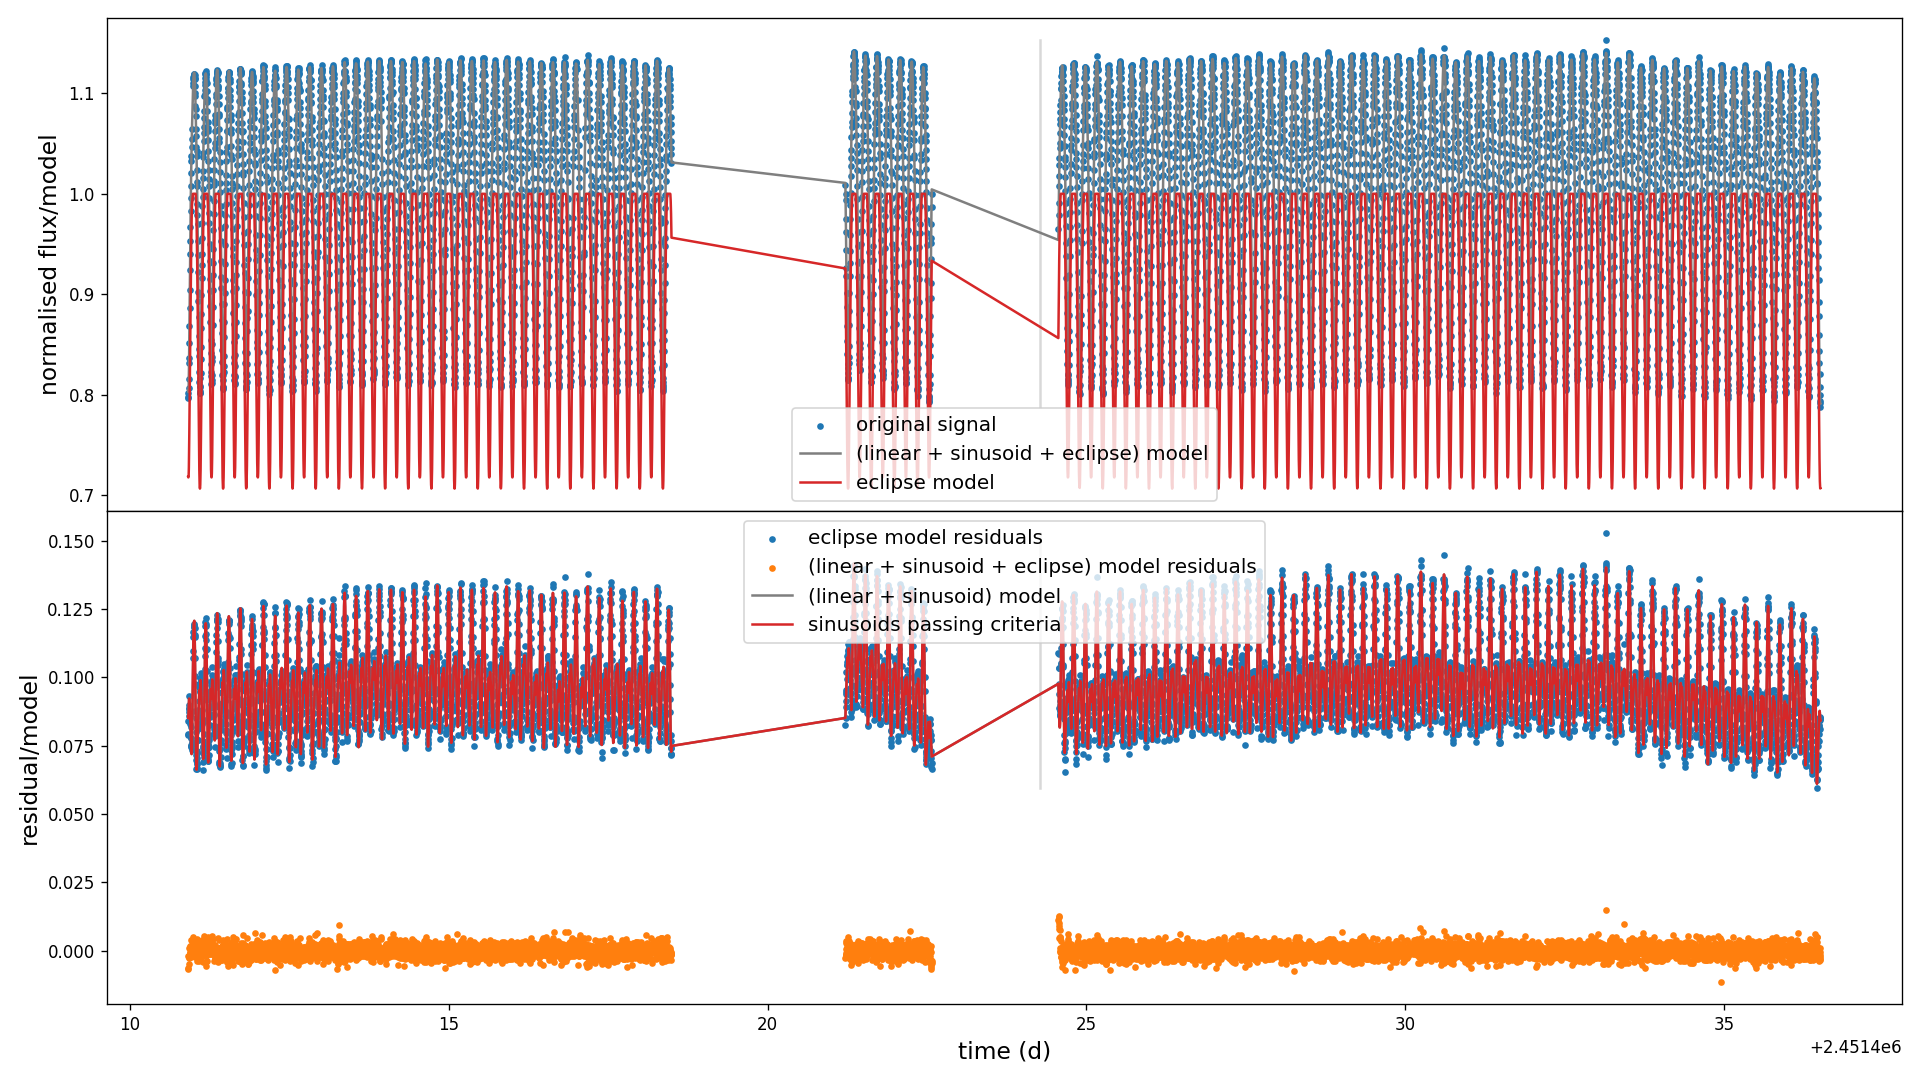 normalised flux/model
1.1
1.0
0.9
0.8
0.7
original signal
(linear + sinusoid + eclipse) model
eclipse model
residual/model
0.150
0.125
0.100
0.075
0.050
0.025
0.000
eclipse model residuals
(linear + sinusoid + eclipse) model residuals
(linear + sinusoid) model
sinusoids passing criteria
10 15 20 25 30 35
time (d)
+2.4514e6